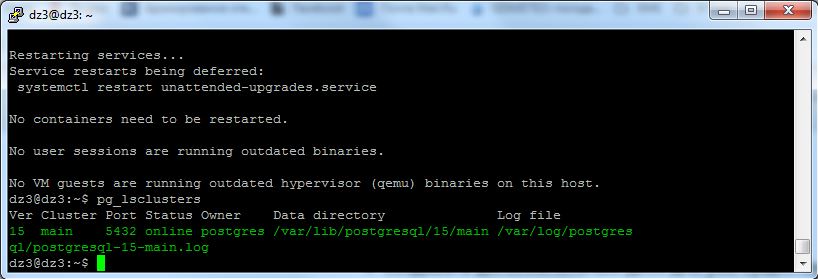 dz3@dz3: ~
Restarting services...
Service restarts being deferred:
 systemctl restart unattended-upgrades.service
No containers need to be restarted.
No user sessions are running outdated binaries.
No VM guests are running outdated hypervisor (qemu) binaries on this host.
dz3@dz3:~$ pg_lsclusters
Ver Cluster Port Status Owner    Data directory              Log file
15  main    5432 online postgres /var/lib/postgresql/15/main /var/log/postgres
ql/postgresql-15-main.log
dz3@dz3:~$